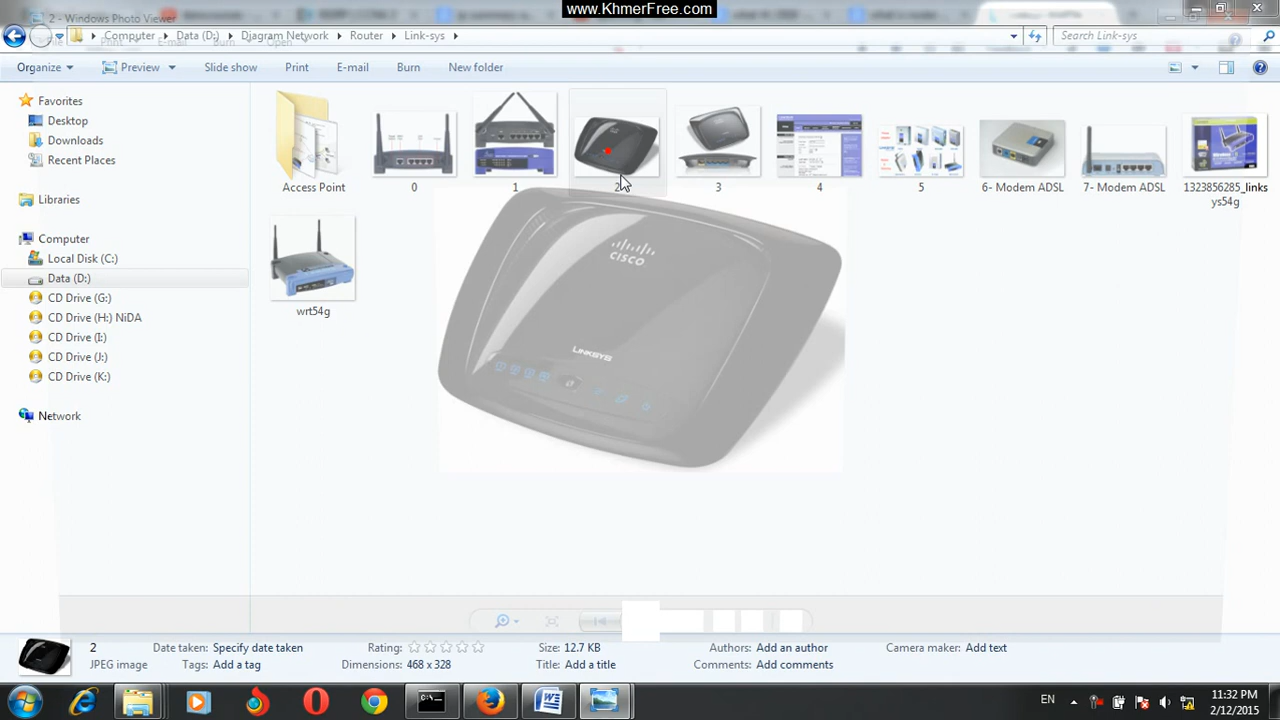 www.KhmerFree.com
2 - Windows Photo Viewer
Computer Data (D:) Diagram Network Router Link-sys
Search Link-sys
Organize Preview Slide show Print E-mail Burn New folder
Favorites
Desktop
Downloads
Recent Places
Libraries
Computer
Local Disk (C:)
Data (D:)
CD Drive (G:)
CD Drive (H:) NiDA
CD Drive (I:)
CD Drive (J:)
CD Drive (K:)
Network
Access Point
0
1
2
3
4
5
6- Modem ADSL
7- Modem ADSL
1323856285_links
ys54g
wrt54g
CISCO
LINKSYS
2
JPEG image
Date taken: Specify date taken
Tags: Add a tag
Rating:
Dimensions: 468 x 328
Size: 12.7 KB
Title: Add a title
Authors: Add an author
Comments: Add comments
Camera maker: Add text
EN
11:32 PM
2/12/2015